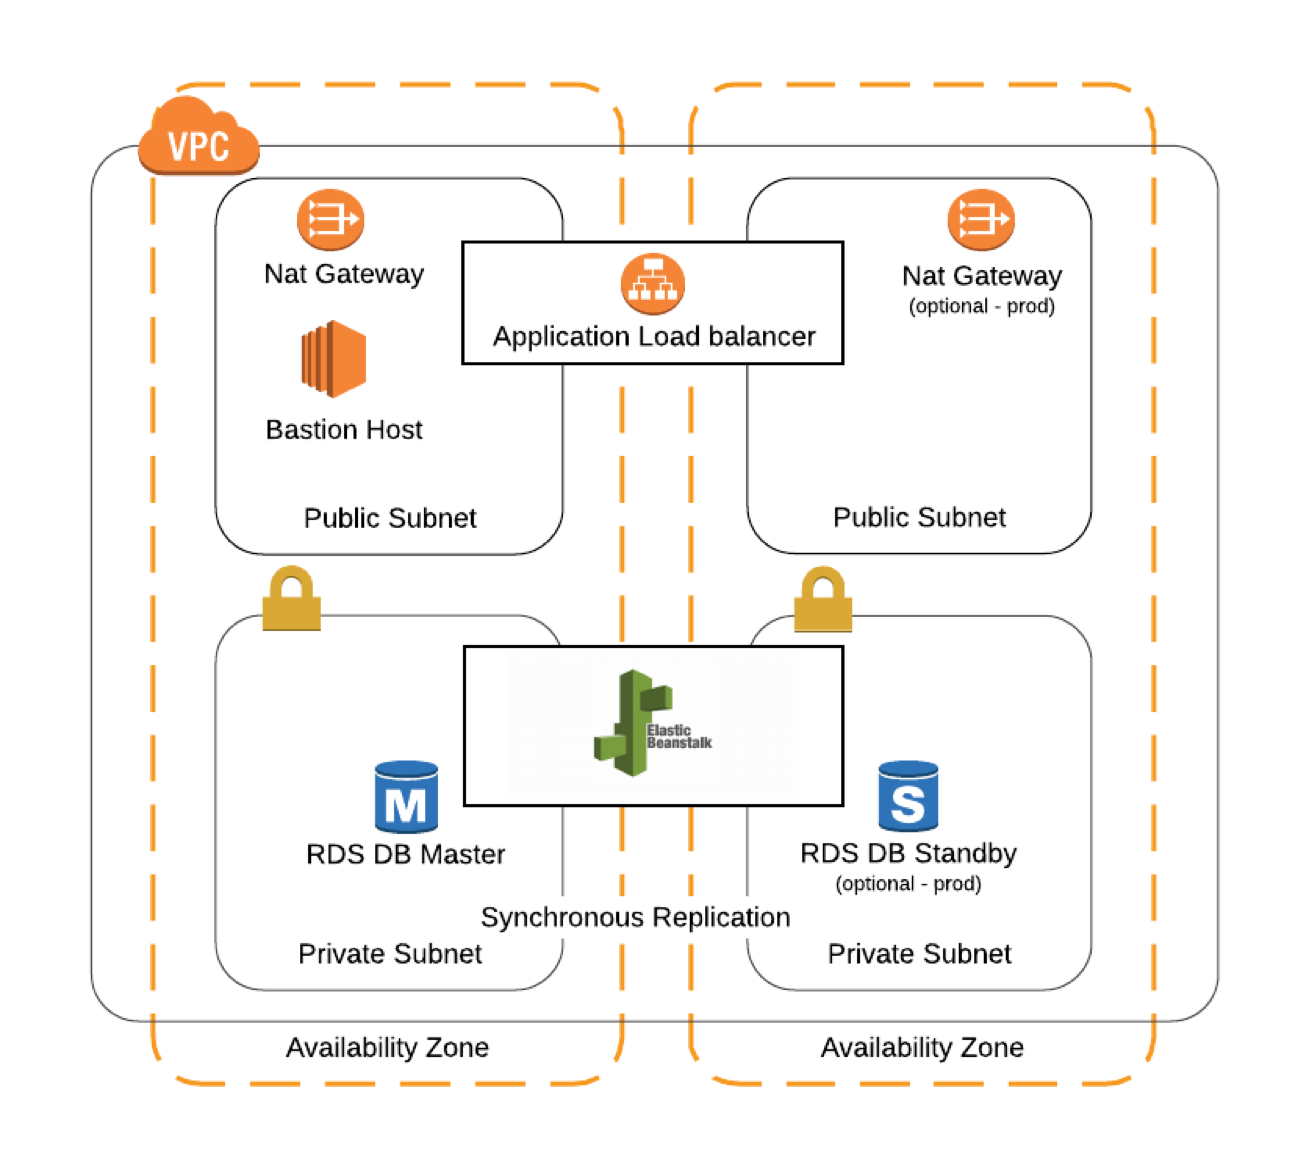 VPC
Nat Gateway
Nat Gateway
(optional - prod)
Application Load balancer
Bastion Host
Public Subnet
Public Subnet
Elastic
Beanstalk
M
S
RDS DB Master
RDS DB Standby
(optional - prod)
Synchronous Replication
Private Subnet
Private Subnet
Availability Zone
Availability Zone